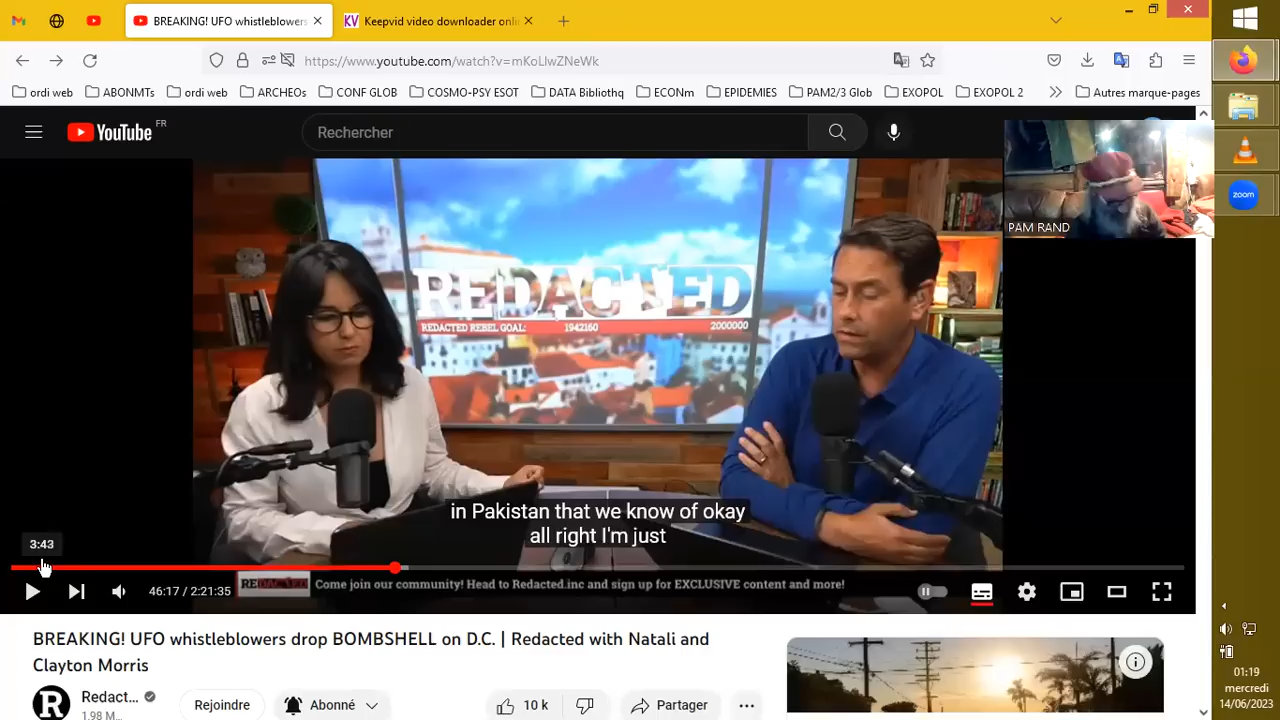 BREAKING! UFO whistleblowers
Keepvid video downloader onli
https://www.youtube.com/watch?v=mKoLlwZNeWk
ordi web
ABONMTs
ordi web
ARCHEOs
CONF GLOB
COSMO-PSY ESOT
DATA Bibliothq
ECONm
EPIDEMIES
PAM2/3 Glob
EXOPOL
EXOPOL 2
Autres marque-pages
YouTube FR
Rechercher
PAM RAND
REDACTED
REDACTED REBEL GOAL: 1942160 2000000
in Pakistan that we know of okay
all right I'm just
3:43
46:17 / 2:21:35
REDACTED
Come join our community! Head to Redacted.inc and sign up for EXCLUSIVE content and more!
BREAKING! UFO whistleblowers drop BOMBSHELL on D.C. | Redacted with Natali and
Clayton Morris
R
Redact...
1,98 M...
Rejoindre
Abonné
10 k
Partager
zoom
01:19
mercredi
14/06/2023